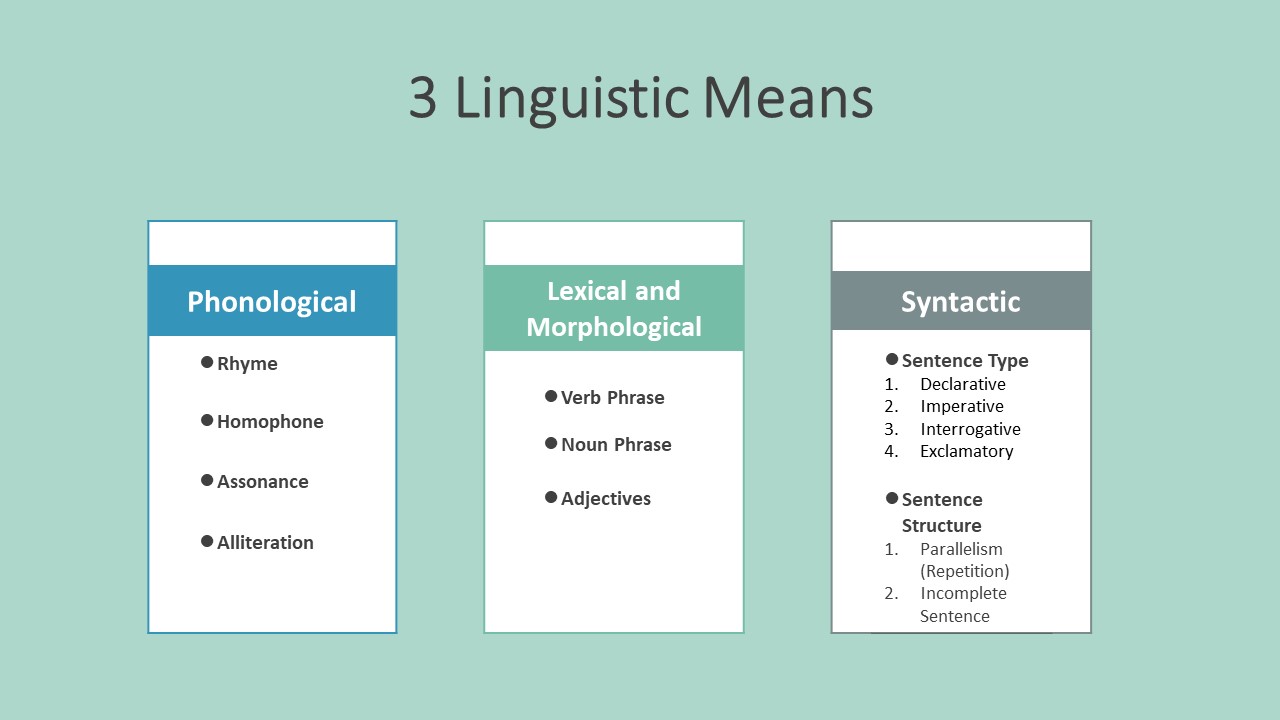 3 Linguistic Means
Phonological
● Rhyme
● Homophone
● Assonance
● Alliteration
Lexical and
Morphological
● Verb Phrase
● Noun Phrase
● Adjectives
Syntactic
● Sentence Type
1. Declarative
2. Imperative
3. Interrogative
4. Exclamatory
● Sentence
Structure
1. Parallelism
(Repetition)
2. Incomplete
Sentence